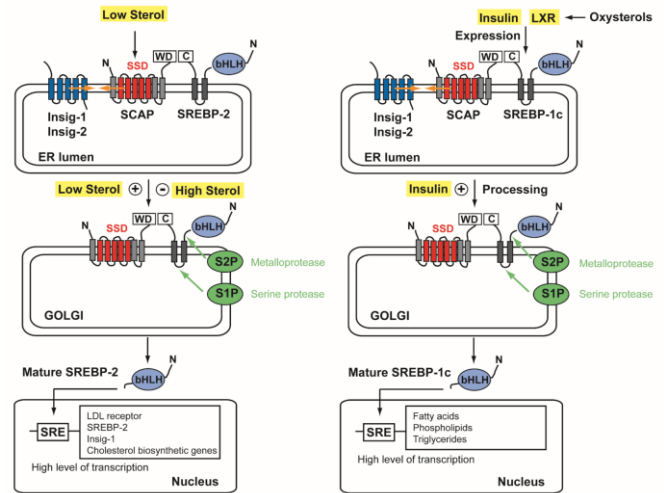 Low Sterol
N
SSD
WD
C
bHLH
N
Insig-1
Insig-2
SCAP
SREBP-2
ER lumen
Low Sterol
+
-
High Sterol
N
SSD
WD
C
bHLH
N
S2P
Metalloprotease
S1P
Serine protease
GOLGI
Mature SREBP-2
bHLH
N
SRE
LDL receptor
SREBP-2
Insig-1
Cholesterol biosynthetic genes
High level of transcription
Nucleus
Insulin
LXR
Oxysterols
Expression
N
SSD
WD
C
bHLH
N
Insig-1
Insig-2
SCAP
SREBP-1c
ER lumen
Insulin
+
Processing
N
SSD
WD
C
bHLH
N
S2P
Metalloprotease
S1P
Serine protease
GOLGI
Mature SREBP-1c
bHLH
N
SRE
Fatty acids
Phospholipids
Triglycerides
High level of transcription
Nucleus